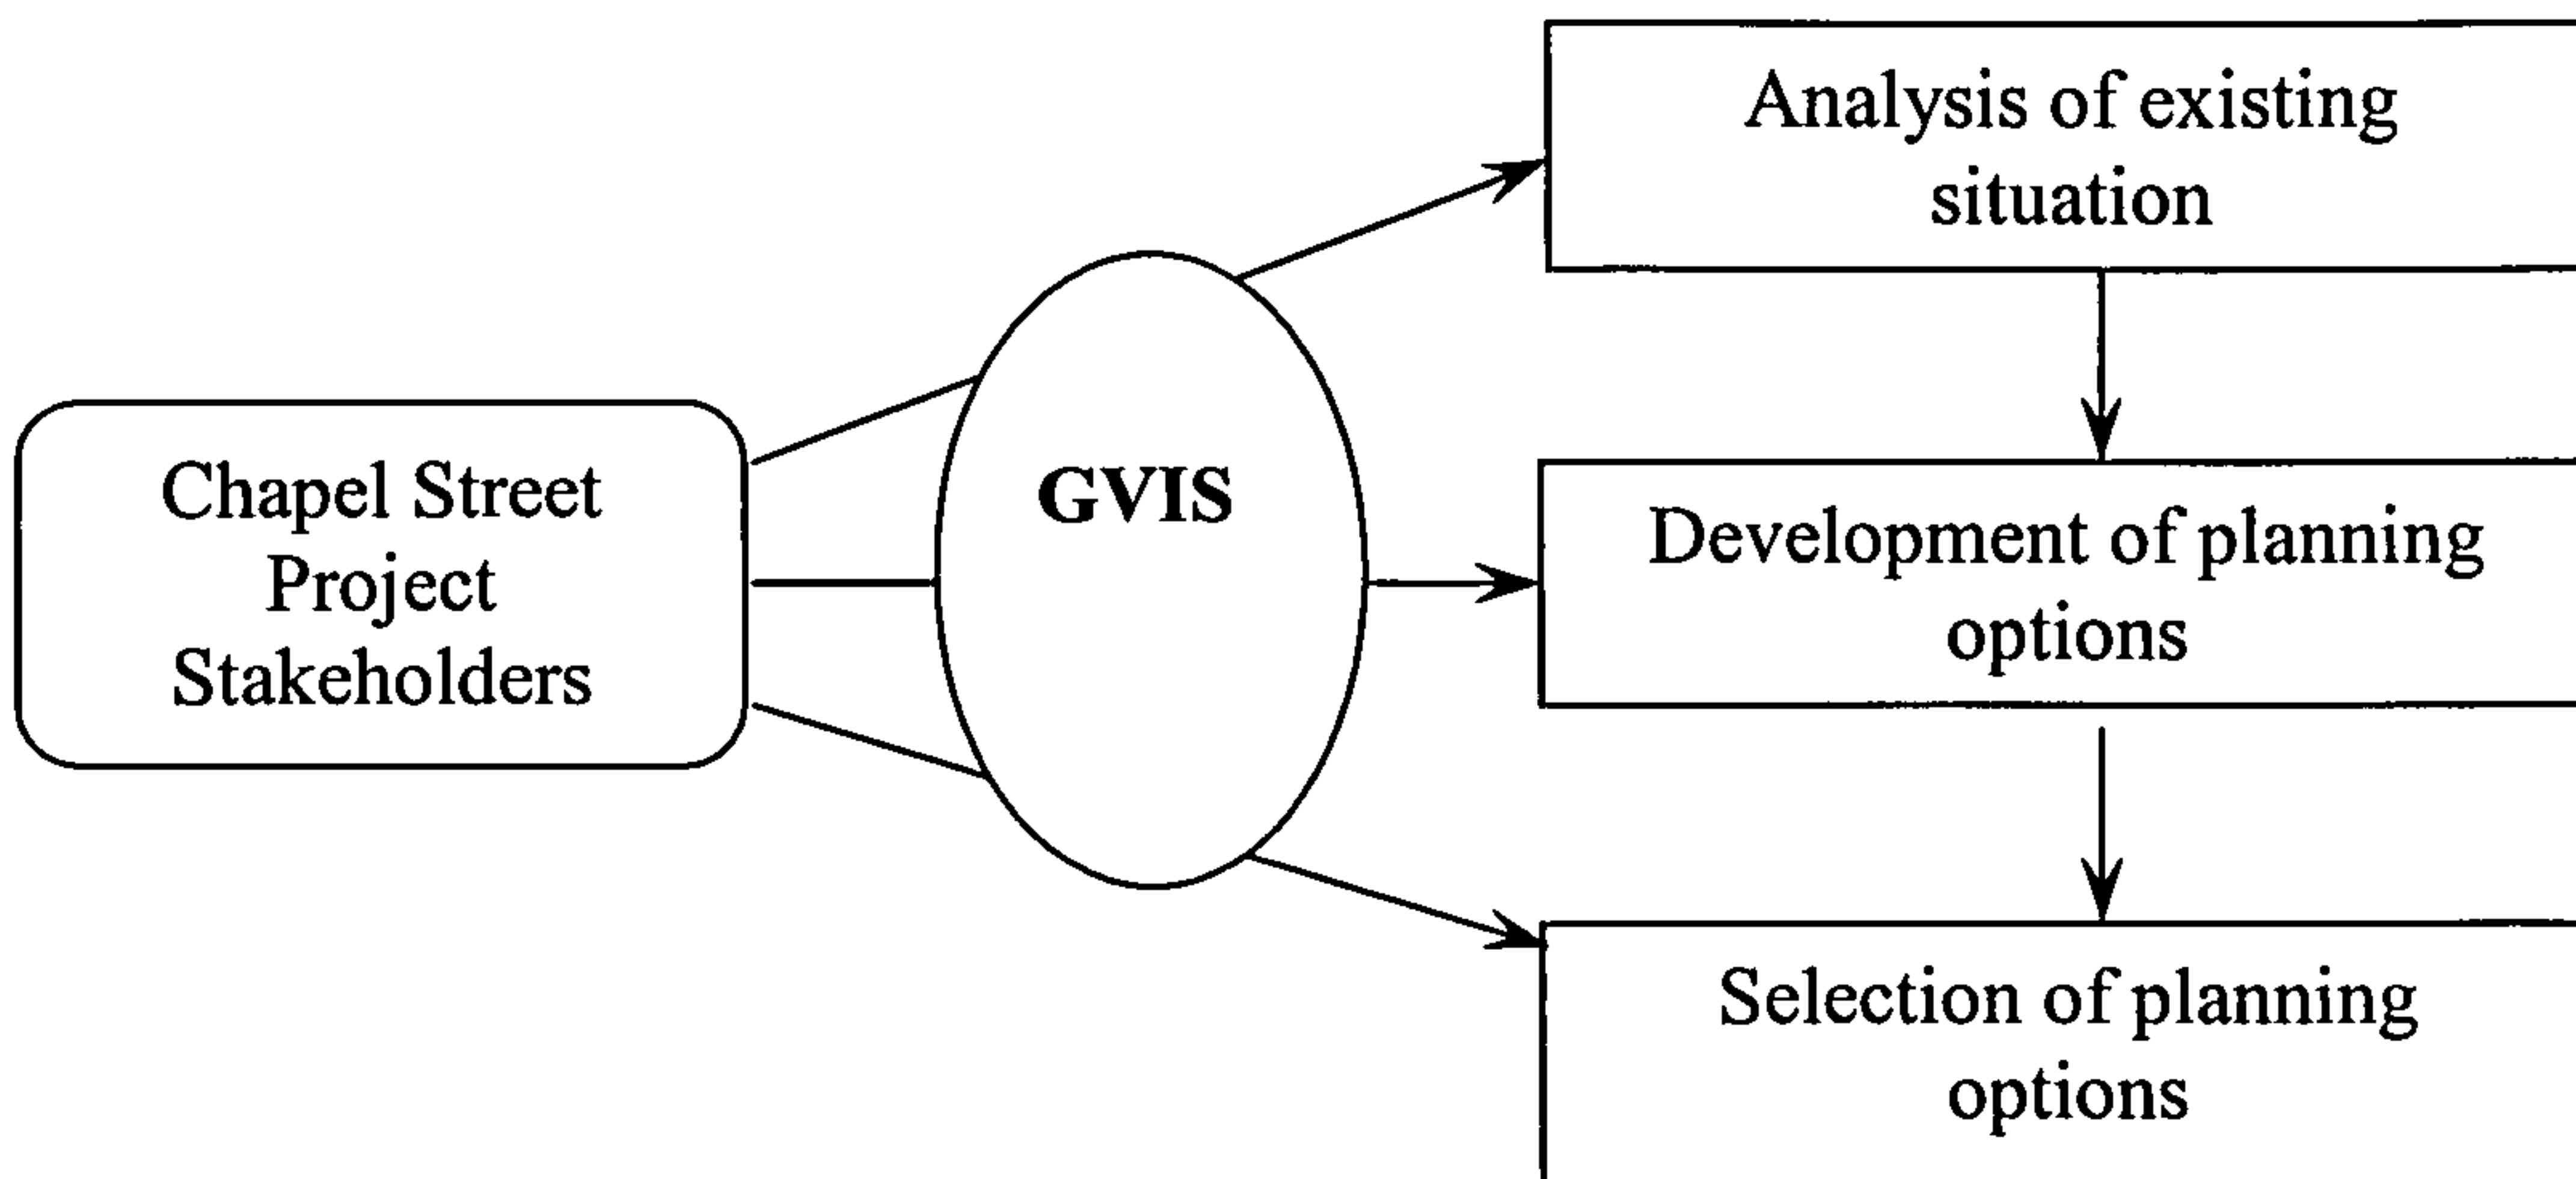 Analysis of existing
situation
Chapel Street
Project
Stakeholders
GVIS
Development of planning
options
Selection of planning
options